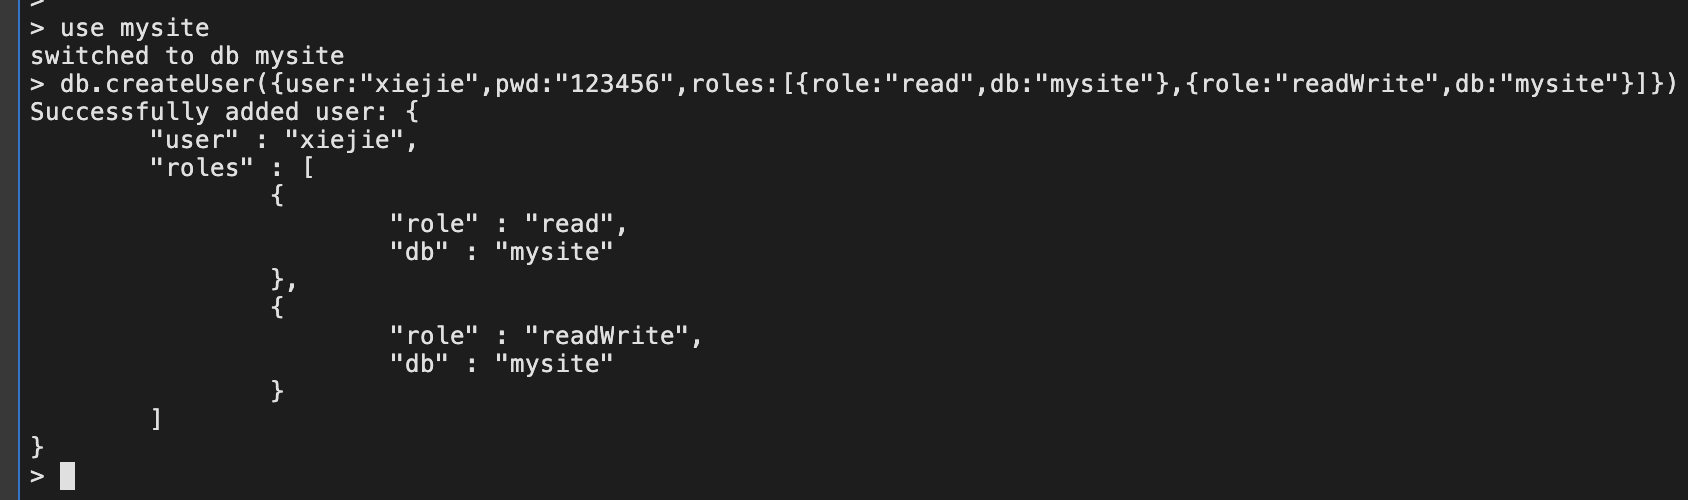 >
> use mysite
switched to db mysite
> db.createUser({user:"xiejie",pwd:"123456",roles:[{role:"read",db:"mysite"},{role:"readWrite",db:"mysite"}]})
Successfully added user: {
        "user" : "xiejie",
        "roles" : [
                {
                        "role" : "read",
                        "db" : "mysite"
                },
                {
                        "role" : "readWrite",
                        "db" : "mysite"
                }
        ]
}
>